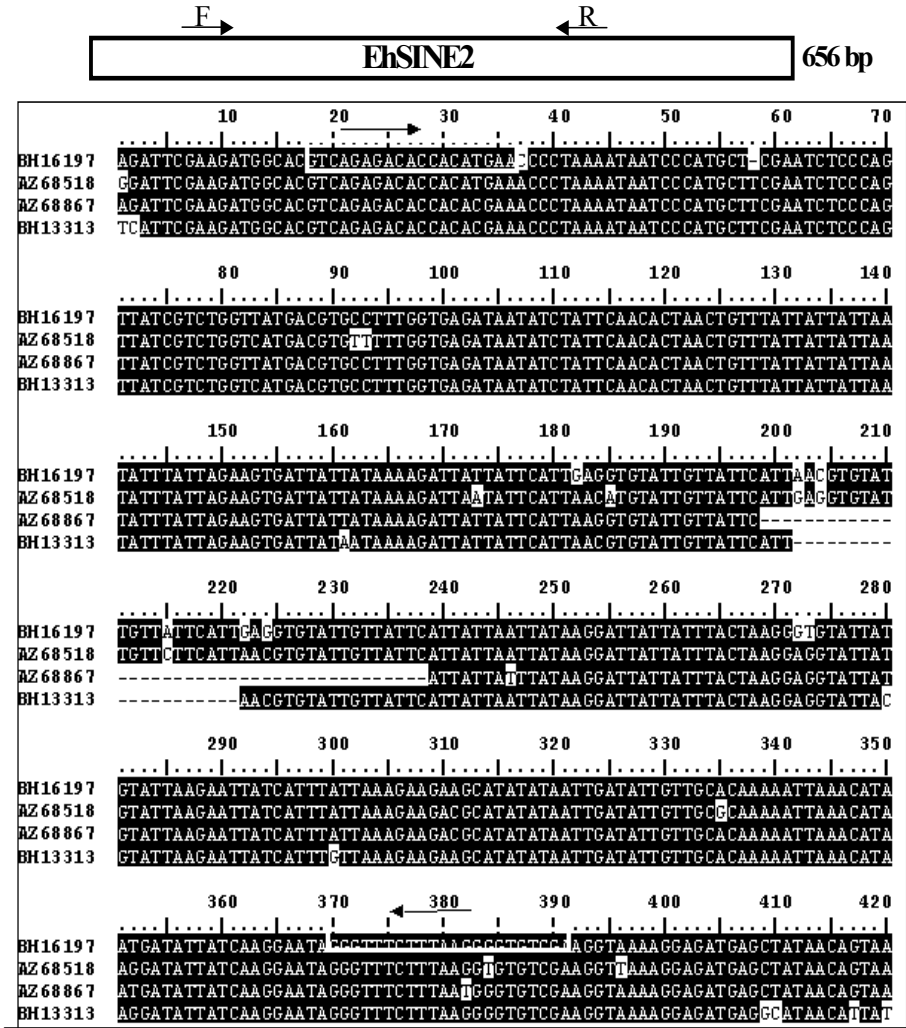 F R
EhSINE2 656 bp
10 20 30 40 50 60 70
BH16197 AGATTCGAAGATGGCACGTCAGAGACACCACATGAACCCCTAAAATAATCCCATGCT-CGAATCTCCCAG
AZ68518 GGATTCGAAGATGGCACGTCAGAGACACCACATGAAACCCTAAAATAATCCCATGCTTCGAATCTCCCAG
AZ68867 AGATTCGAAGATGGCACGTCAGAGACACCACACGAAACCCTAAAATAATCCCATGCTTCGAATCTCCCAG
BH13313 TCATTCGAAGATGGCACGTCAGAGACACCACACGAAACCCTAAAATAATCCCATGCTTCGAATCTCCCAG
80 90 100 110 120 130 140
BH16197 TTATCGTCTGGTTATGACGTGCCTTTGGTGAGATAATATCTATTCAACACTAACTGTTTATTATTATTAA
AZ68518 TTATCGTCTGGTCATGACGTGTTTTTGGTGAGATAATATCTATTCAACACTAACTGTTTATTATTATTAA
AZ68867 TTATCGTCTGGTTATGACGTGCCTTTGGTGAGATAATATCTATTCAACACTAACTGTTTATTATTATTAA
BH13313 TTATCGTCTGGTCATGACGTGCCTTTGGTGAGATAATATCTATTCAACACTAACTGTTTATTATTATTAA
150 160 170 180 190 200 210
BH16197 TATTTATTAGAAGTGATTATTATAAAAGATTATTATTCATTGAGGTGTATTGTTATTCATTAACGTGTAT
AZ68518 TATTTATTAGAAGTGATTATTATAAAAGATTAATATTCATTAACATGTATTGTTATTCATTGAGGTGTAT
AZ68867 TATTTATTAGAAGTGATTATTATAAAAGATTATTATTCATTAAGGTGTATTGTTATTC------------
BH13313 TATTTATTAGAAGTGATTATAATAAAAGATTATTATTCATTAACGTGTATTGTTATTCATT---------
220 230 240 250 260 270 280
BH16197 TGTTATTCATTGAGGTGTATTGTTATTCATTATTAATTATAAGGATTATTATTTACTAAGGGTGTATTAT
AZ68518 TGTTCTTCATTAACGTGTATTGTTATTCATTATTAATTATAAGGATTATTATTTACTAAGGAGGTATTAT
AZ68867 ----------------------------ATTATTATTTATAAGGATTATTATTTACTAAGGAGGTATTAT
BH13313 -----------AACGTGTATTGTTATTCATTATTAATTATAAGGATTATTATTTACTAAGGAGGTATTAC
290 300 310 320 330 340 350
BH16197 GTATTAAGAATTATCATTTATTAAAGAAGAAGCATATATAATTGATATTGTTGCACAAAAATTAAACATA
AZ68518 GTATTAAGAATTATCATTTATTAAAGAAGACGCATATATAATTGATATTGTTGCGCAAAAATTAAACATA
AZ68867 GTATTAAGAATTATCATTTATTAAAGAAGACGCATATATAATTGATATTGTTGCACAAAAATTAAACATA
BH13313 GTATTAAGAATTATCATTTGTTAAAGAAGAAGCATATATAATTGATATTGTTGCACAAAAATTAAACATA
360 370 380 390 400 410 420
BH16197 ATGATATTATCAAGGAATAGGGTTTCTTTAAGGGGTGTCGAAGGTAAAAGGAGATGAGCTATAACAGTAA
AZ68518 AGGATATTATCAAGGAATAGGGTTTCTTTAAGGTGTGTCGAAGGTTAAAGGAGATGAGCTATAACAGTAA
AZ68867 ATGATATTATCAAGGAATAGGGTTTCTTTAATGGGTGTCGAAGGTAAAAGGAGATGAGCTATAACAGTAA
BH13313 AGGATATTATCAAGGAATAGGGTTTCTTTAAGGGGTGTCGAAGGTAAAAGGAGATGAGGCATAACATTAT